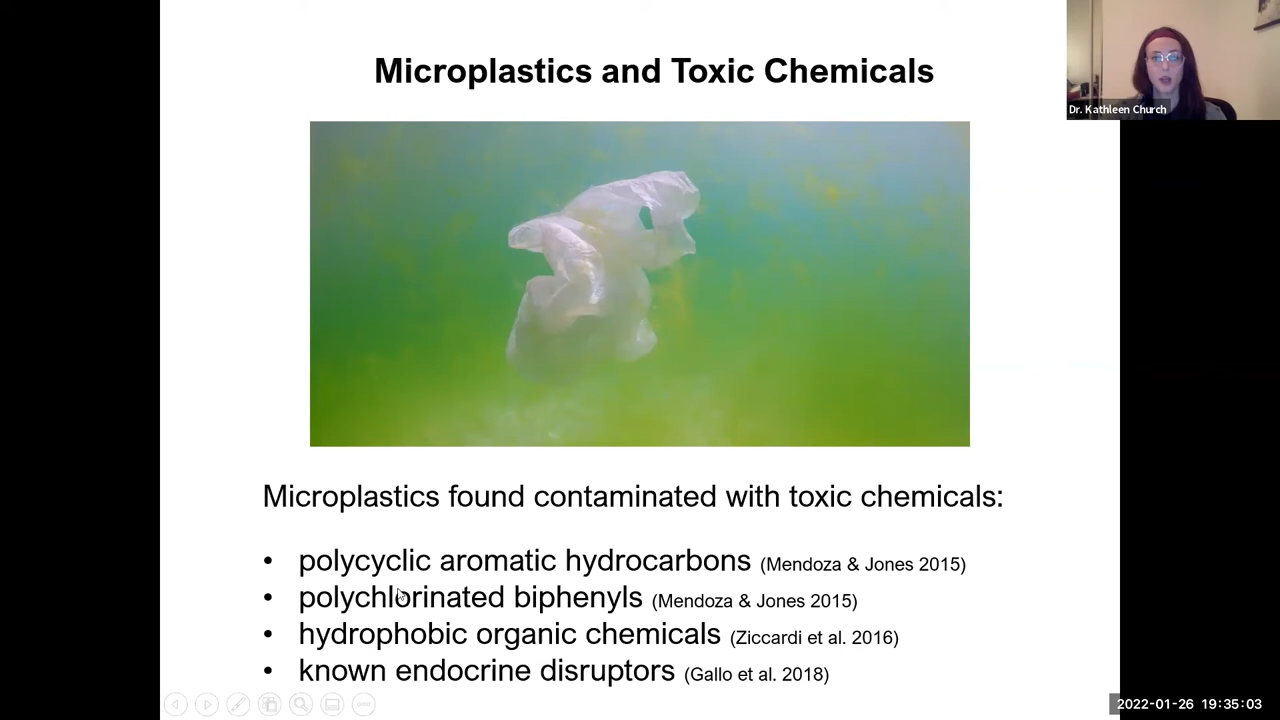 Microplastics and Toxic Chemicals
Dr. Kathleen Church
Microplastics found contaminated with toxic chemicals:
• polycyclic aromatic hydrocarbons (Mendoza & Jones 2015)
• polychlorinated biphenyls (Mendoza & Jones 2015)
• hydrophobic organic chemicals (Ziccardi et al. 2016)
• known endocrine disruptors (Gallo et al. 2018)
2022-01-26 19:35:03